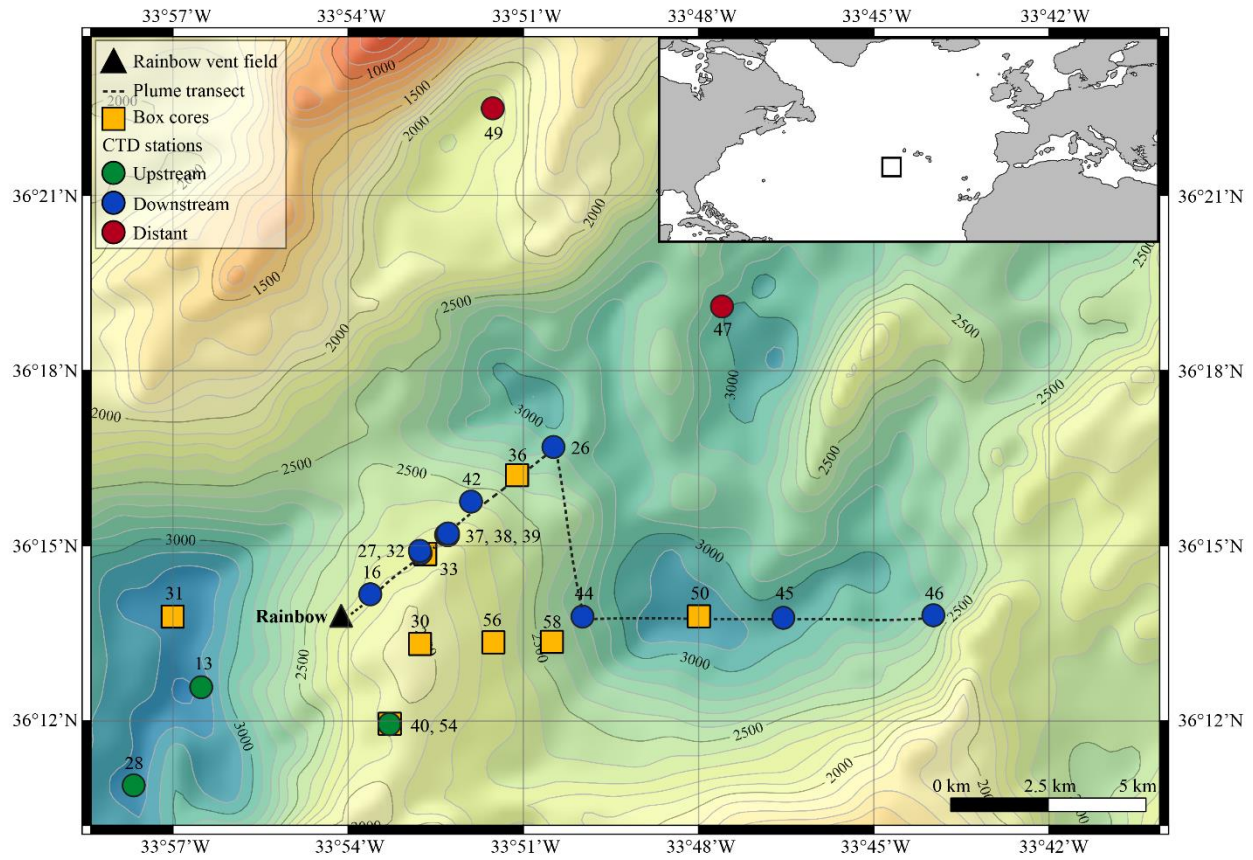 33°57'W 33°54'W 33°51'W 33°48'W 33°45'W 33°42'W
Rainbow vent field
Plume transect
Box cores
CTD stations
Upstream
Downstream
Distant
2000
1000
1500
2000
49
2000
36°21'N 36°21'N
1500
2500
2500
2000
47
2500
36°18'N 36°18'N
3000
2000
3000
2500
2500
2500
36
26
42
36°15'N 36°15'N
3000
27, 32
37, 38, 39
33
3000
16
31
Rainbow
30
56
58
44
50
45
46
2500
2500
2500
3000
13
3000
40, 54
36°12'N 36°12'N
2500
28
2000
0 km 2.5 km 5 km
33°57'W 33°54'W 33°51'W 33°48'W 33°45'W 33°42'W